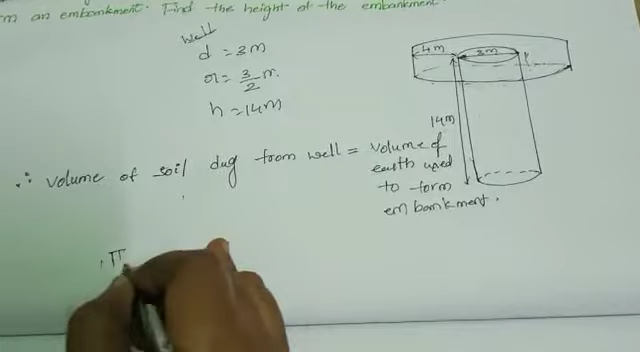 m an embankment. Find the height of the embankment.
well
d = 3m
r = 3/2 m.
h = 14m
4m
3m
14m
∴ volume of soil dug from well = volume of
earth used
to form
embankment.
π